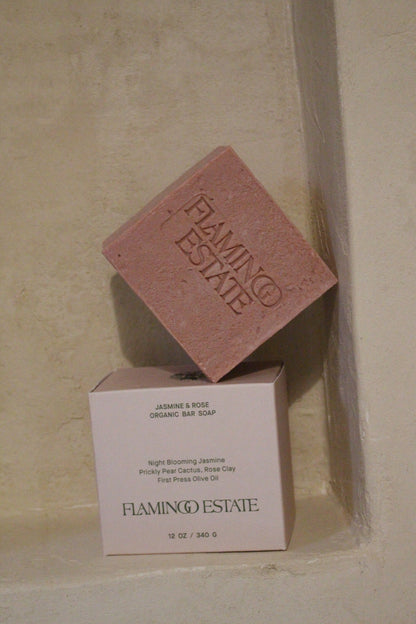 FLAMINGO
ESTATE
JASMINE & ROSE
ORGANIC BAR SOAP
Night Blooming Jasmine
Prickly Pear Cactus, Rose Clay
First Press Olive Oil
FLAMINGO ESTATE
12 OZ / 340 G